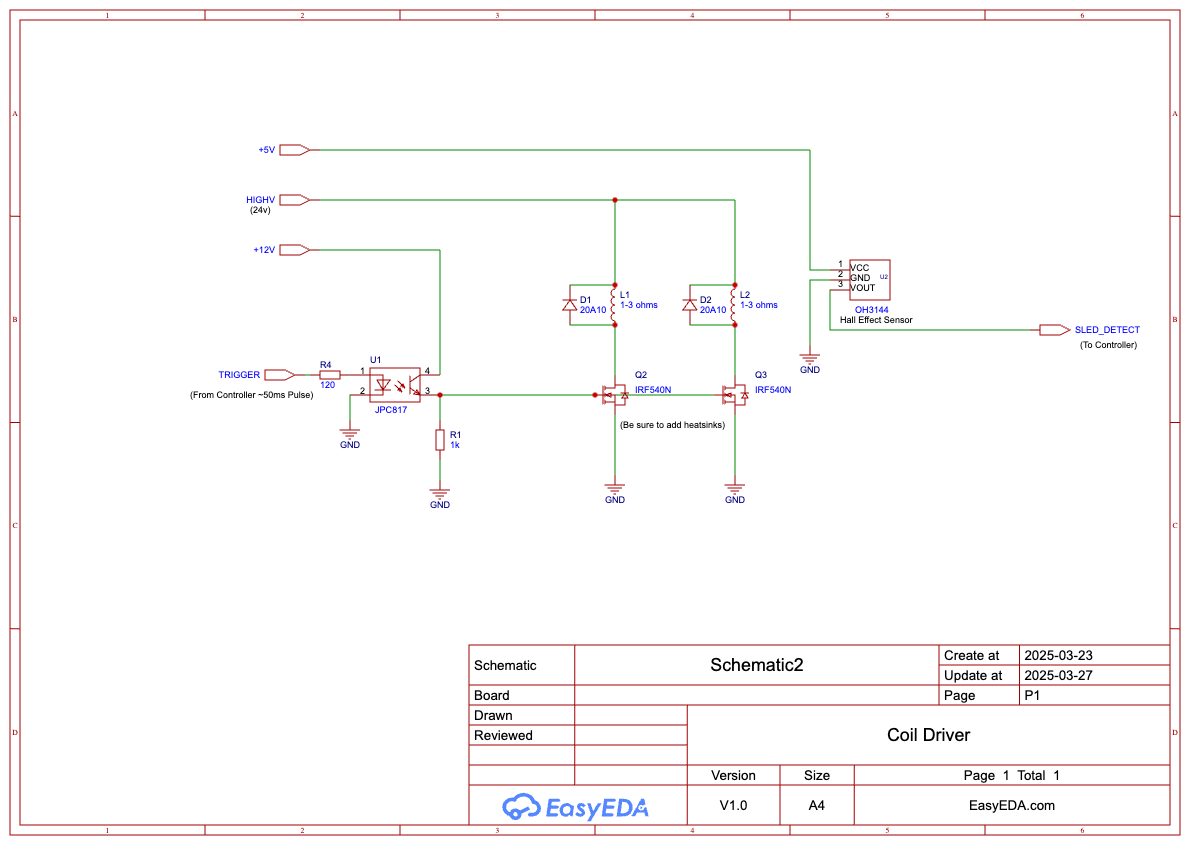 1 2 3 4 5 6
A A
+5V
HIGHV
(24v)
+12V
1 VCC
2 GND
3 VOUT
U2
OH3144
Hall Effect Sensor
D1
20A10
L1
1-3 ohms
D2
20A10
L2
1-3 ohms
B B
SLED_DETECT
(To Controller)
GND
TRIGGER
(From Controller ~50ms Pulse)
R4
120
U1
1 4
2 3
JPC817
GND
Q2
IRF540N
Q3
IRF540N
(Be sure to add heatsinks)
R1
1k
GND
GND
GND
C C
Schematic Schematic2 Create at 2025-03-23
Update at 2025-03-27
Board Page P1
Drawn
Reviewed Coil Driver
D D
Version Size Page 1 Total 1
EasyEDA V1.0 A4 EasyEDA.com
1 2 3 4 5 6